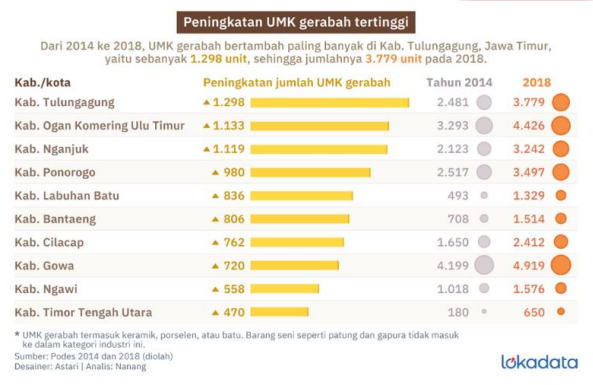 Peningkatan UMK gerabah tertinggi
Dari 2014 ke 2018, UMK gerabah bertambah paling banyak di Kab. Tulungagung, Jawa Timur,
yaitu sebanyak 1.298 unit, sehingga jumlahnya 3.779 unit pada 2018.
Kab./kota Peningkatan jumlah UMK gerabah Tahun 2014 2018
Kab. Tulungagung ▲ 1.298 2.481 3.779
Kab. Ogan Komering Ulu Timur ▲ 1.133 3.293 4.426
Kab. Nganjuk ▲ 1.119 2.123 3.242
Kab. Ponorogo ▲ 980 2.517 3.497
Kab. Labuhan Batu ▲ 836 493 1.329
Kab. Bantaeng ▲ 806 708 1.514
Kab. Cilacap ▲ 762 1.650 2.412
Kab. Gowa ▲ 720 4.199 4.919
Kab. Ngawi ▲ 558 1.018 1.576
Kab. Timor Tengah Utara ▲ 470 180 650
* UMK gerabah termasuk keramik, porselen, atau batu. Barang seni seperti patung dan gapura tidak masuk
ke dalam kategori industri ini.
Sumber: Podes 2014 dan 2018 (diolah)
Desainer: Astari | Analis: Nanang
lokadata